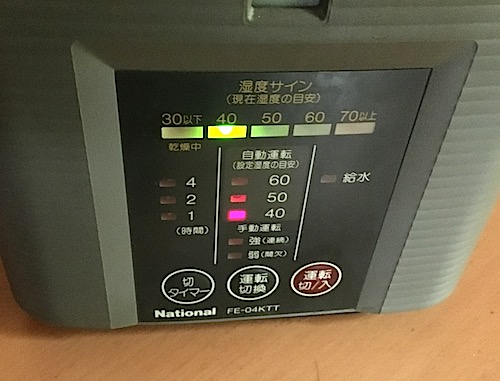 湿度サイン
(現在湿度の目安)
30以下 40 50 60 70以上
乾燥中
自動運転
(設定湿度の目安)
4 60 給水
2 50
1 40
(時間) 手動運転
強(連続)
弱(間欠)
切タイマー 運転切換 運転切/入
National FE-04KTT